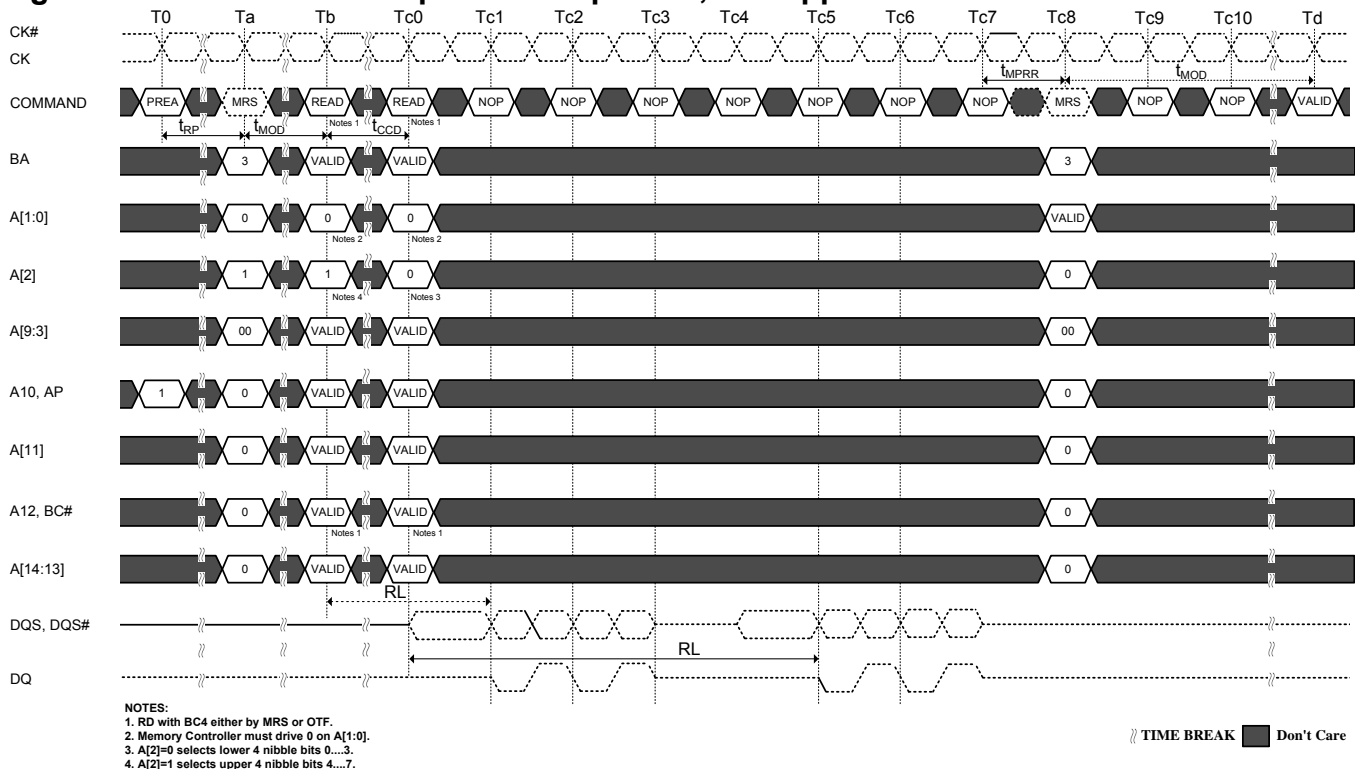 T0 Ta Tb Tc0 Tc1 Tc2 Tc3 Tc4 Tc5 Tc6 Tc7 Tc8 Tc9 Tc10 Td
CK#
CK
tMPRR tMOD
COMMAND PREA MRS READ READ NOP NOP NOP NOP NOP NOP NOP MRS NOP NOP VALID
Notes 1 Notes 1
tRP tMOD tCCD
BA 3 VALID VALID 3
A[1:0] 0 0 0 VALID
Notes 2 Notes 2
A[2] 1 1 0 0
Notes 4 Notes 3
A[9:3] 00 VALID VALID 00
A10, AP 1 0 VALID VALID 0
A[11] 0 VALID VALID 0
A12, BC# 0 VALID VALID 0
Notes 1 Notes 1
A[14:13] 0 VALID VALID 0
RL
DQS, DQS#
RL
DQ
NOTES:
1. RD with BC4 either by MRS or OTF.
2. Memory Controller must drive 0 on A[1:0].
3. A[2]=0 selects lower 4 nibble bits 0....3.
4. A[2]=1 selects upper 4 nibble bits 4....7.
TIME BREAK Don't Care